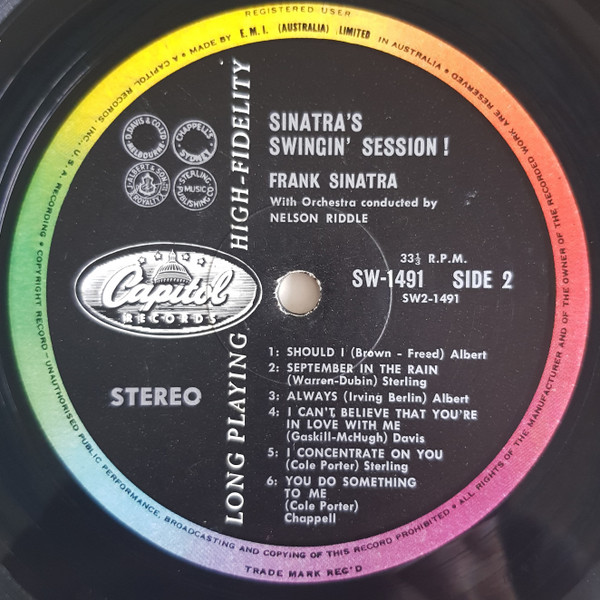 REGISTERED USER
• MADE BY E.M.I. (AUSTRALIA) LIMITED IN AUSTRALIA •
A CAPITOL RECORDS, INC., U.S.A. RECORDING • COPYRIGHT RECORD – UNAUTHORISED PUBLIC PERFORMANCE, BROADCASTING AND COPYING OF THIS RECORD PROHIBITED • ALL RIGHTS OF THE MANUFACTURER AND OF THE OWNER OF THE RECORDED WORK ARE RESERVED
TRADE MARK REG'D
D. DAVIS & CO. LTD
MELBOURNE
CHAPPELL'S
SYDNEY
ALBERT & SON
ROYALTY
STERLING
MUSIC
PUBLISHING
LONG PLAYING HIGH-FIDELITY
SINATRA'S
SWINGIN' SESSION !
FRANK SINATRA
With Orchestra conducted by
NELSON RIDDLE
33⅓ R.P.M.
SW-1491 SIDE 2
SW2-1491
Capitol
RECORDS
STEREO
1: SHOULD I (Brown - Freed) Albert
2: SEPTEMBER IN THE RAIN
(Warren-Dubin) Sterling
3: ALWAYS (Irving Berlin) Albert
4: I CAN'T BELIEVE THAT YOU'RE
IN LOVE WITH ME
(Gaskill-McHugh) Davis
5: I CONCENTRATE ON YOU
(Cole Porter) Sterling
6: YOU DO SOMETHING
TO ME
(Cole Porter)
Chappell